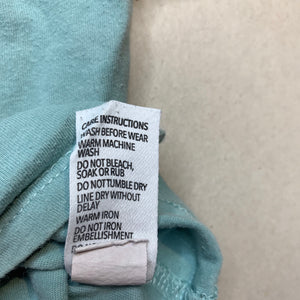 CARE INSTRUCTIONS
WASH BEFORE WEAR
WARM MACHINE
WASH
DO NOT BLEACH,
SOAK OR RUB
DO NOT TUMBLE DRY
LINE DRY WITHOUT
DELAY
WARM IRON
DO NOT IRON
EMBELLISHMENT